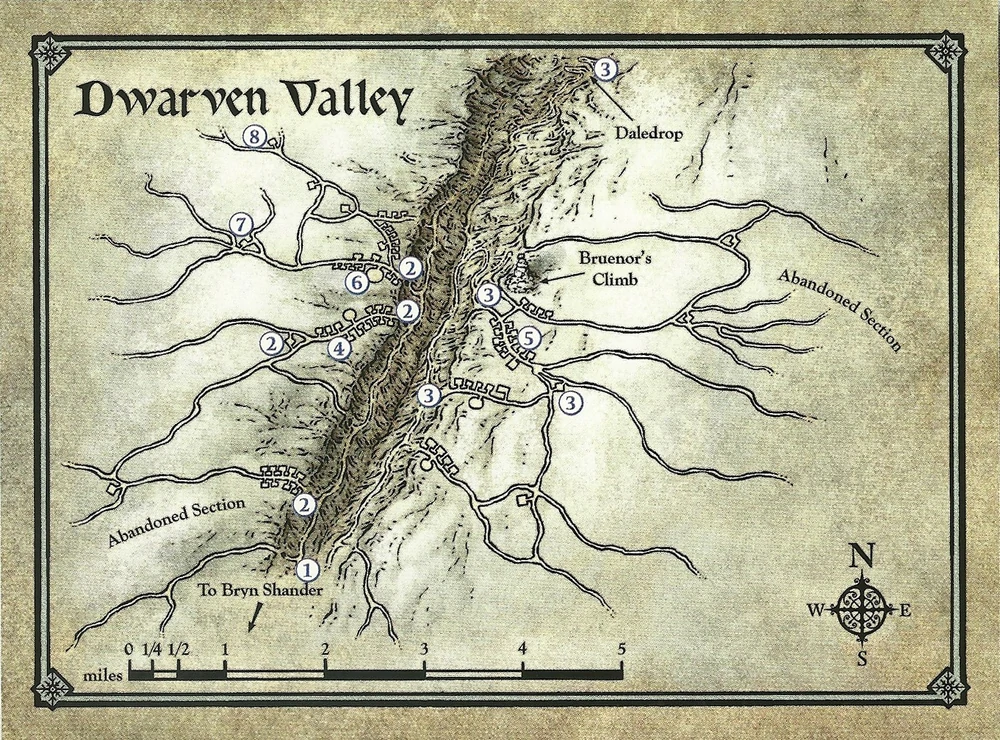 Dwarven Valley
3
Daledrop
8
7
2
Bruenor's
Climb
6
3
Abandoned Section
2
2
4
5
3
3
2
Abandoned Section
1
To Bryn Shander
N
W E
S
0 1/4 1/2 1 2 3 4 5
miles